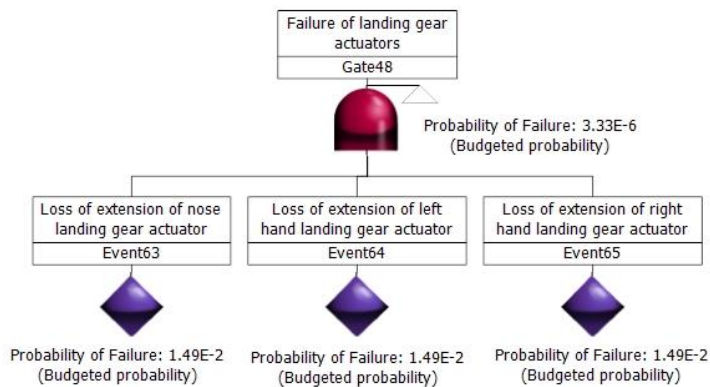 Failure of landing gear
actuators
Gate48
Probability of Failure: 3.33E-6
(Budgeted probability)
Loss of extension of nose
landing gear actuator
Event63
Loss of extension of left
hand landing gear actuator
Event64
Loss of extension of right
hand landing gear actuator
Event65
Probability of Failure: 1.49E-2
(Budgeted probability)
Probability of Failure: 1.49E-2
(Budgeted probability)
Probability of Failure: 1.49E-2
(Budgeted probability)